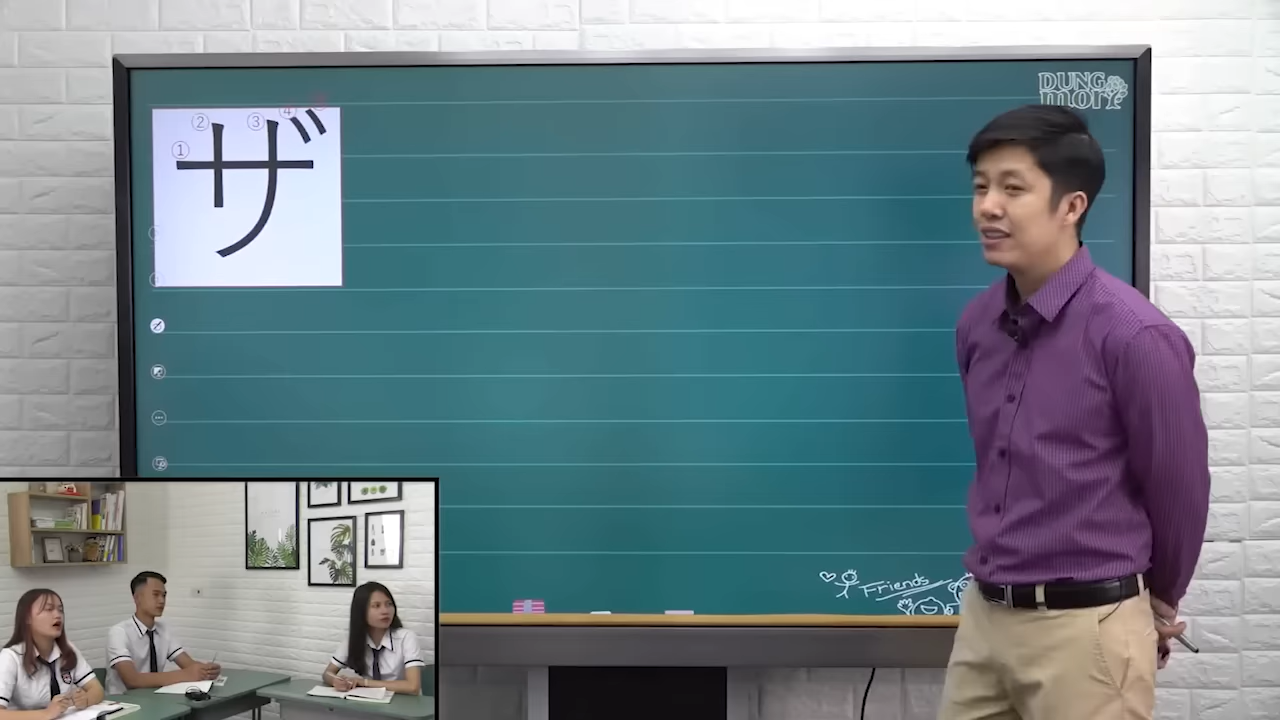 DUNG
mori
① ② ③ ④
ザ
Friends